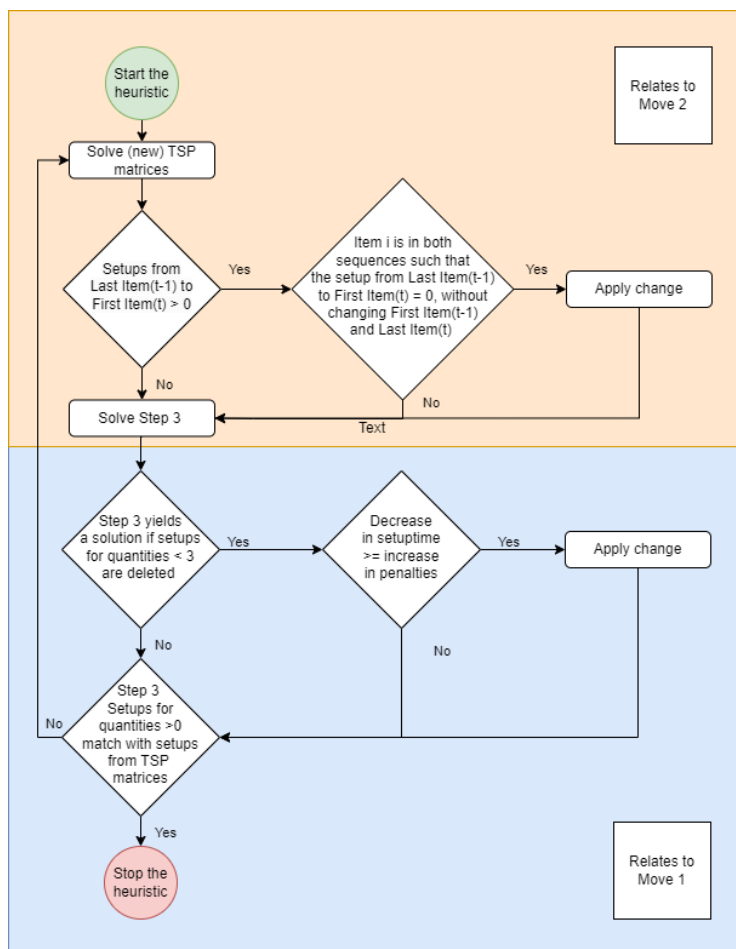 Start the
heuristic
Relates to
Move 2
Solve (new) TSP
matrices
Setups from
Last Item(t-1) to
First Item(t) > 0
Yes
Item i is in both
sequences such that
the setup from Last Item(t-1)
to First Item(t) = 0, without
changing First Item(t-1)
and Last Item(t)
Yes
Apply change
No
No
Solve Step 3
Text
Step 3 yields
a solution if setups
for quantities < 3
are deleted
Yes
Decrease
in setuptime
>= increase
in penalties
Yes
Apply change
No
No
Step 3
Setups for
quantities >0
match with setups
from TSP
matrices
No
Yes
Stop the
heuristic
Relates to
Move 1